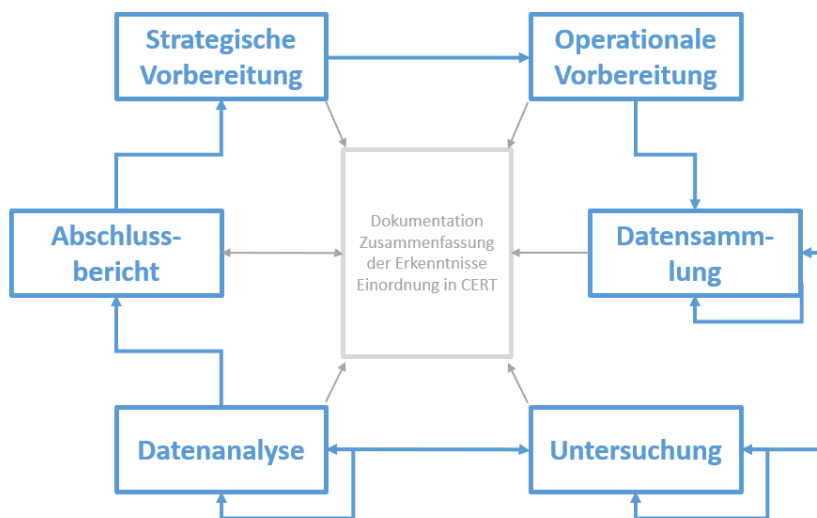 Strategische
Vorbereitung
Operationale
Vorbereitung
Dokumentation
Zusammenfassung
der Erkenntnisse
Einordnung in CERT
Abschluss-
bericht
Datensamm-
lung
Datenanalyse
Untersuchung